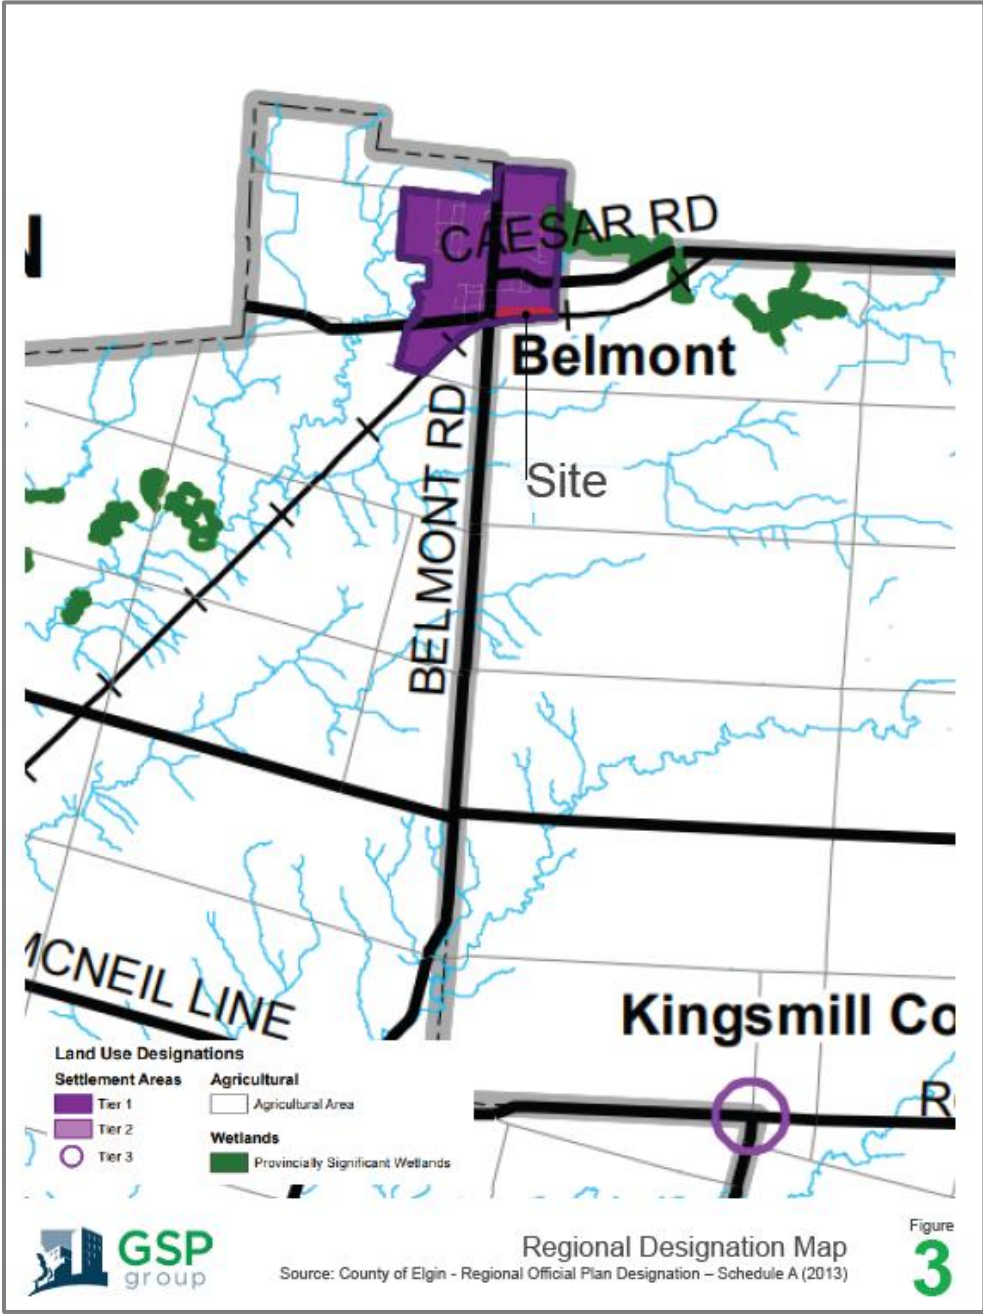 CAESAR RD
Belmont
BELMONT RD
Site
MCNEIL LINE
Kingsmill Co
Land Use Designations
Settlement Areas
Tier 1
Tier 2
Tier 3
Agricultural
Agricultural Area
Wetlands
Provincially Significant Wetlands
GSP
group
Regional Designation Map
Source: County of Elgin - Regional Official Plan Designation – Schedule A (2013)
Figure
3